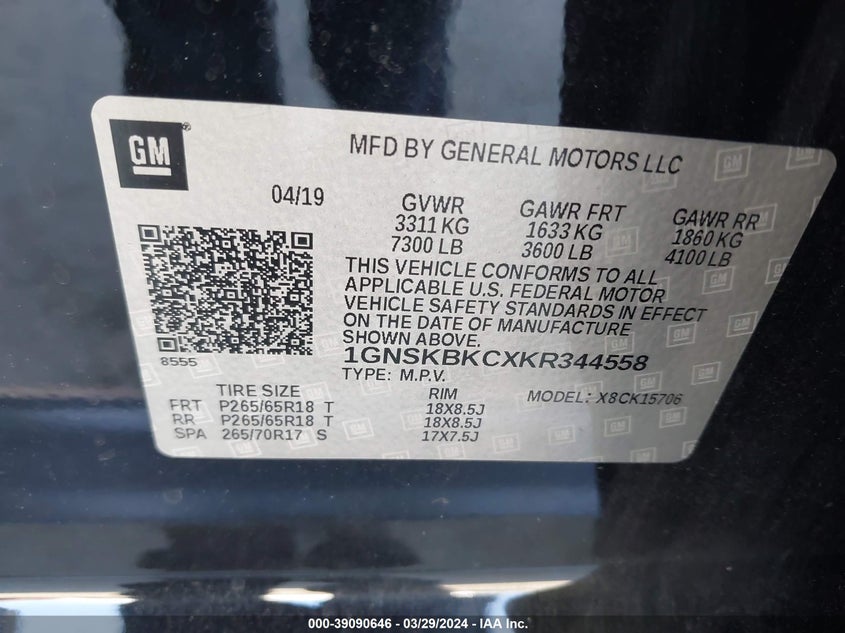 GM®
MFD BY GENERAL MOTORS LLC
04/19
GVWR
3311 KG
7300 LB
GAWR FRT
1633 KG
3600 LB
GAWR RR
1860 KG
4100 LB
THIS VEHICLE CONFORMS TO ALL
APPLICABLE U.S. FEDERAL MOTOR
VEHICLE SAFETY STANDARDS IN EFFECT
ON THE DATE OF MANUFACTURE
SHOWN ABOVE.
8555
1GNSKBKCXKR344558
TYPE: M.P.V.
MODEL: X8CK15706
TIRE SIZE RIM
FRT P265/65R18 T 18X8.5J
RR P265/65R18 T 18X8.5J
SPA 265/70R17 S 17X7.5J
000-39090646 | 03/29/2024 | IAA Inc.